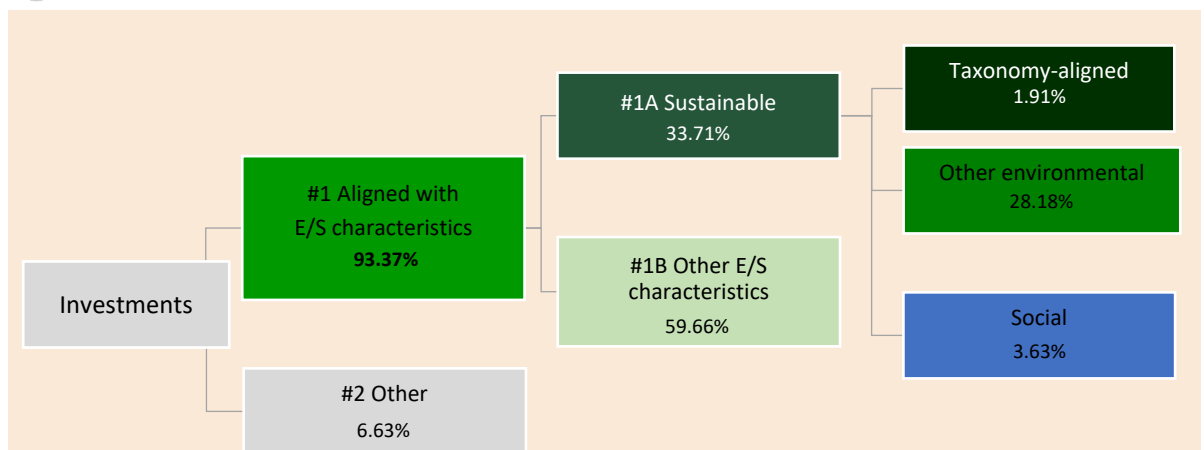 Investments
#1 Aligned with
E/S characteristics
93.37%
#2 Other
6.63%
#1A Sustainable
33.71%
#1B Other E/S
characteristics
59.66%
Taxonomy-aligned
1.91%
Other environmental
28.18%
Social
3.63%